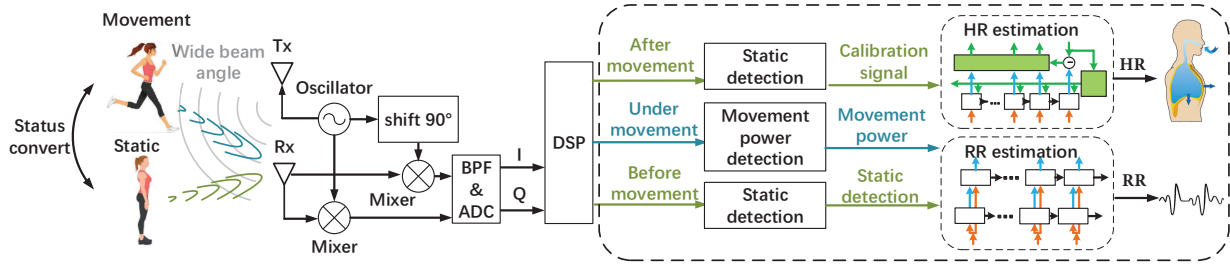 Movement
Wide beam
angle
Status
convert
Static
Tx
Oscillator
shift 90°
Rx
Mixer
Mixer
BPF
&
ADC
I
Q
DSP
After
movement
Static
detection
Calibration
signal
Under
movement
Movement
power
detection
Movement
power
Before
movement
Static
detection
Static
detection
HR estimation
HR
RR estimation
RR